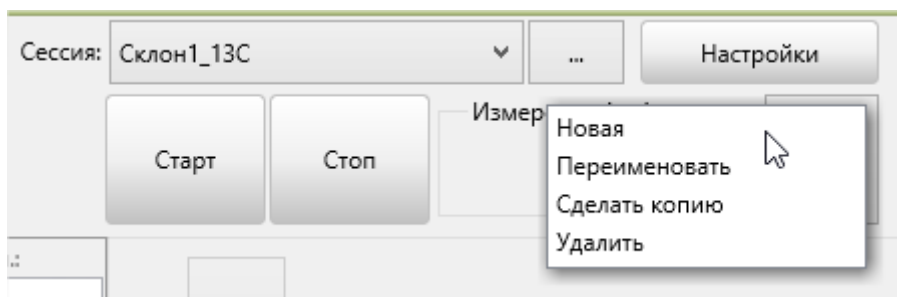 Сессия: Склон1_13С ... Настройки
Старт Стоп
Новая
Переименовать
Сделать копию
Удалить